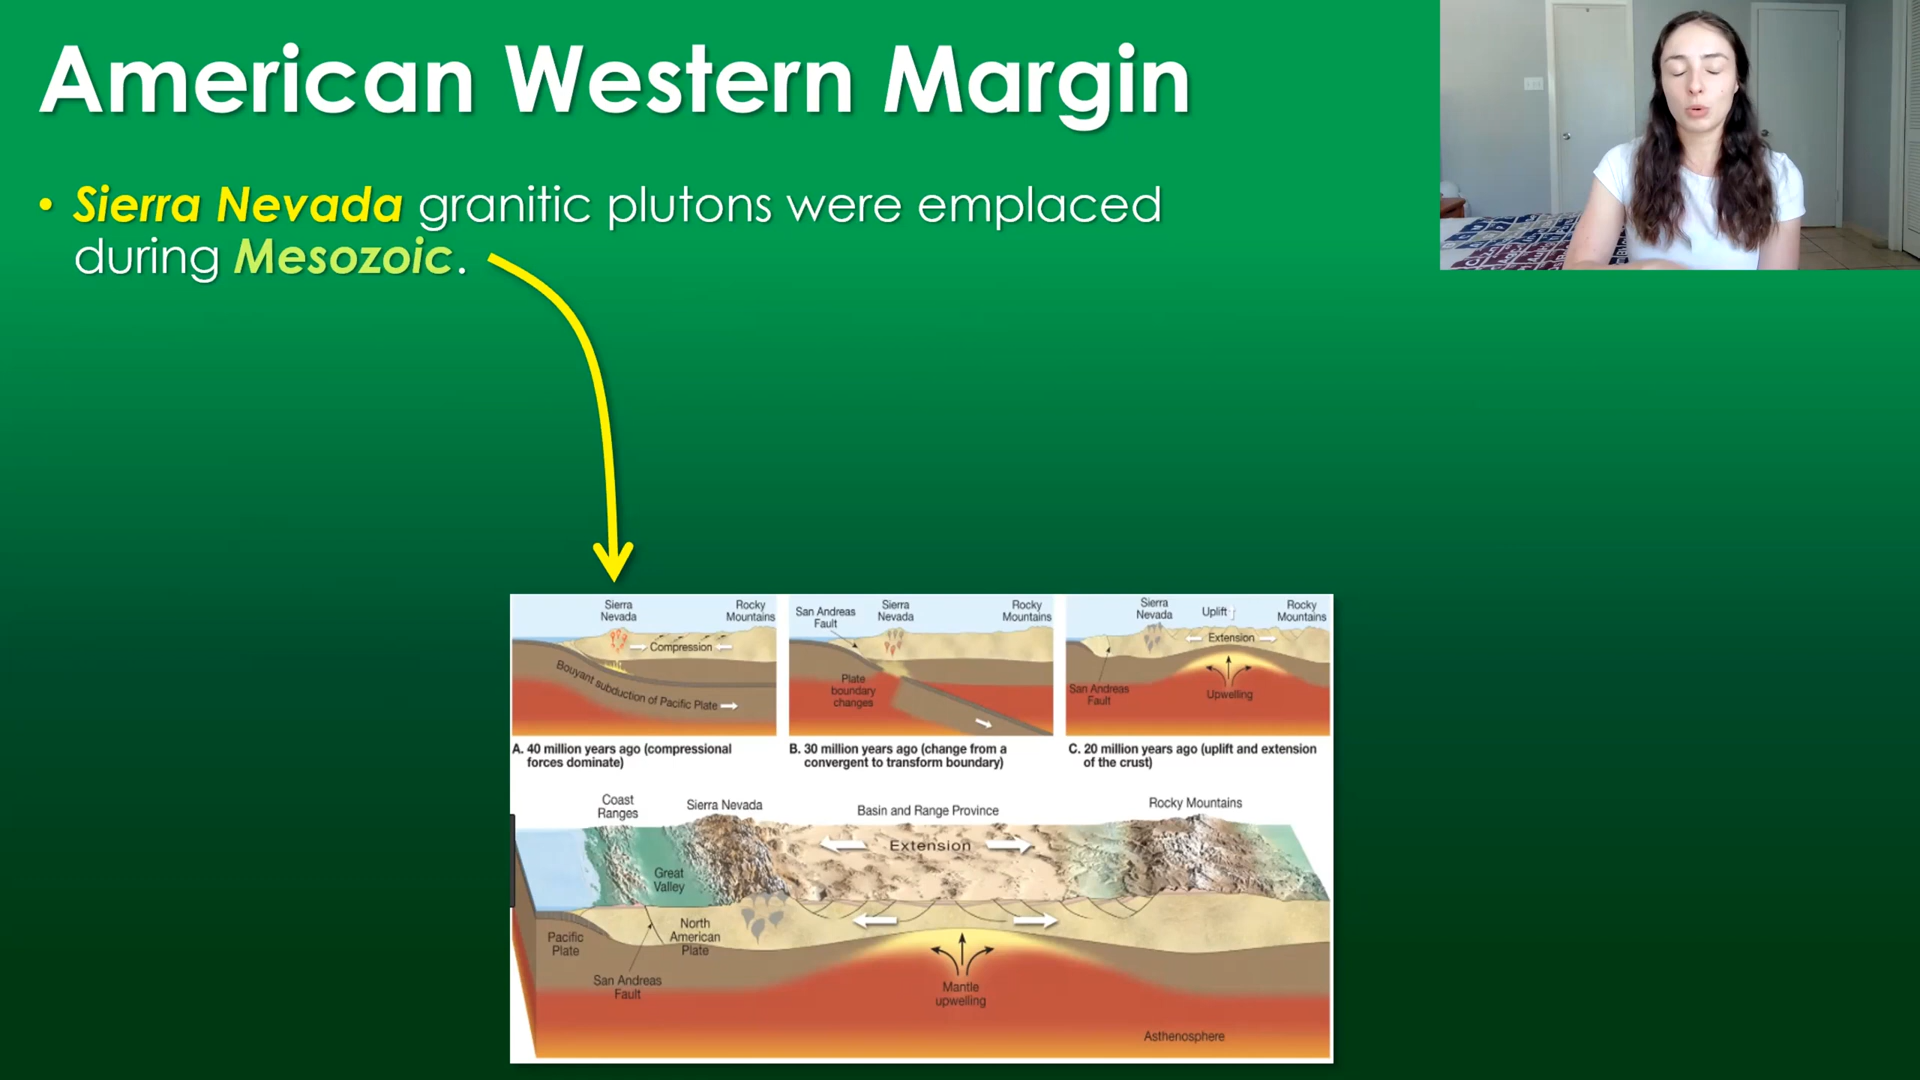 American Western Margin
• Sierra Nevada granitic plutons were emplaced
during Mesozoic.
Sierra
Nevada
Rocky
Mountains
Compression
Bouyant subduction of Pacific Plate
A. 40 million years ago (compressional
forces dominate)
San Andreas
Fault
Sierra
Nevada
Rocky
Mountains
Plate
boundary
changes
B. 30 million years ago (change from a
convergent to transform boundary)
Sierra
Nevada
Uplift
Rocky
Mountains
Extension
San Andreas
Fault
Upwelling
C. 20 million years ago (uplift and extension
of the crust)
Coast
Ranges
Sierra Nevada
Basin and Range Province
Rocky Mountains
Extension
Great
Valley
North
American
Plate
Pacific
Plate
San Andreas
Fault
Mantle
upwelling
Asthenosphere